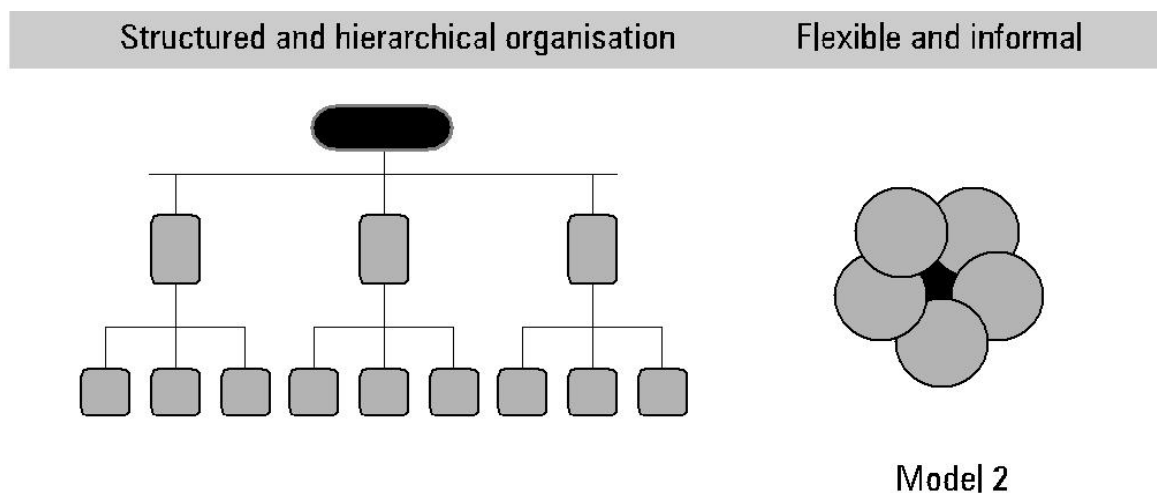 Structured and hierarchical organisation
Flexible and informal
Model 2